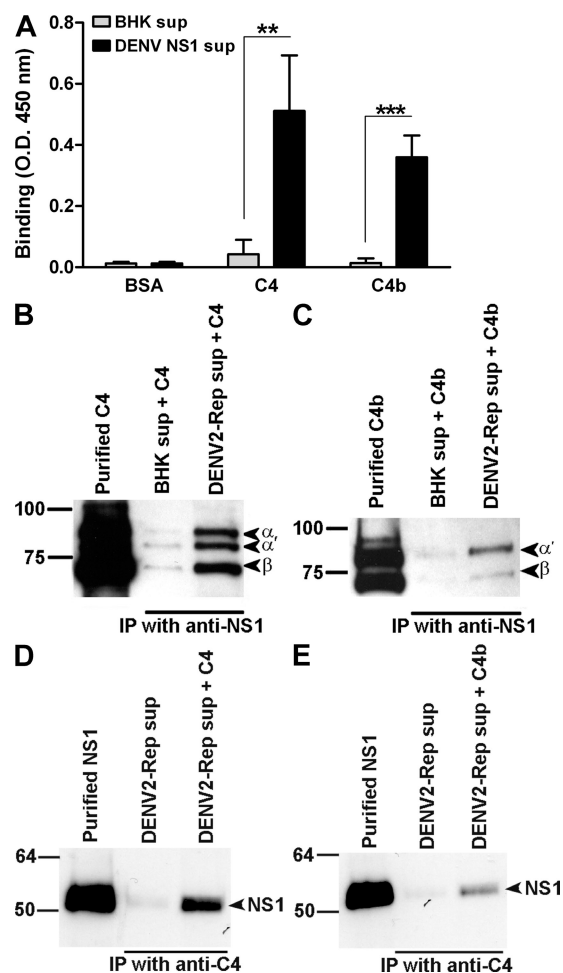 A
BHK sup
DENV NS1 sup
Binding (O.D. 450 nm)
0.8
0.6
0.4
0.2
0.0
**
***
BSA
C4
C4b
B
Purified C4
BHK sup + C4
DENV2-Rep sup + C4
100
75
α
α'
β
IP with anti-NS1
C
Purified C4b
BHK sup + C4b
DENV2-Rep sup + C4b
100
75
α'
β
IP with anti-NS1
D
Purified NS1
DENV2-Rep sup
DENV2-Rep sup + C4
64
50
NS1
IP with anti-C4
E
Purified NS1
DENV2-Rep sup
DENV2-Rep sup + C4b
64
50
NS1
IP with anti-C4